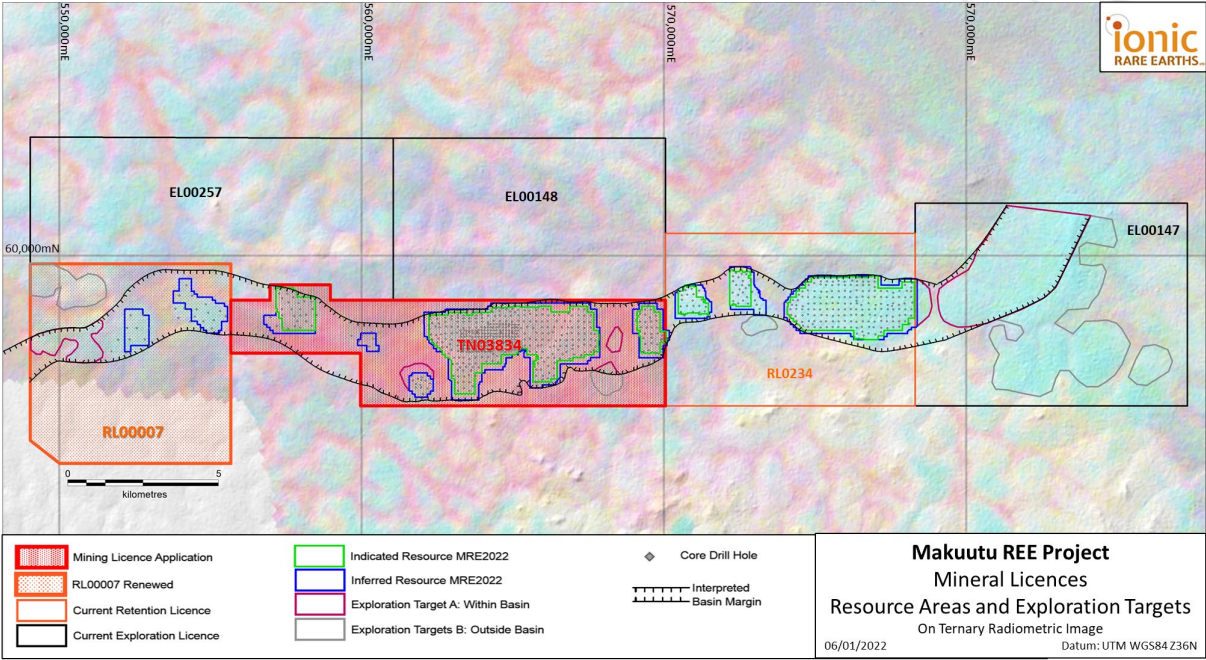 550,000mE
560,000mE
570,000mE
570,000mE
ionic
RARE EARTHS
EL00257
EL00148
EL00147
60,000mN
TN03834
RL0234
RL00007
0 5
kilometres
Mining Licence Application
RL00007 Renewed
Current Retention Licence
Current Exploration Licence
Indicated Resource MRE2022
Inferred Resource MRE2022
Exploration Target A: Within Basin
Exploration Targets B: Outside Basin
Core Drill Hole
Interpreted
Basin Margin
Makuutu REE Project
Mineral Licences
Resource Areas and Exploration Targets
On Ternary Radiometric Image
06/01/2022 Datum: UTM WGS84 Z36N